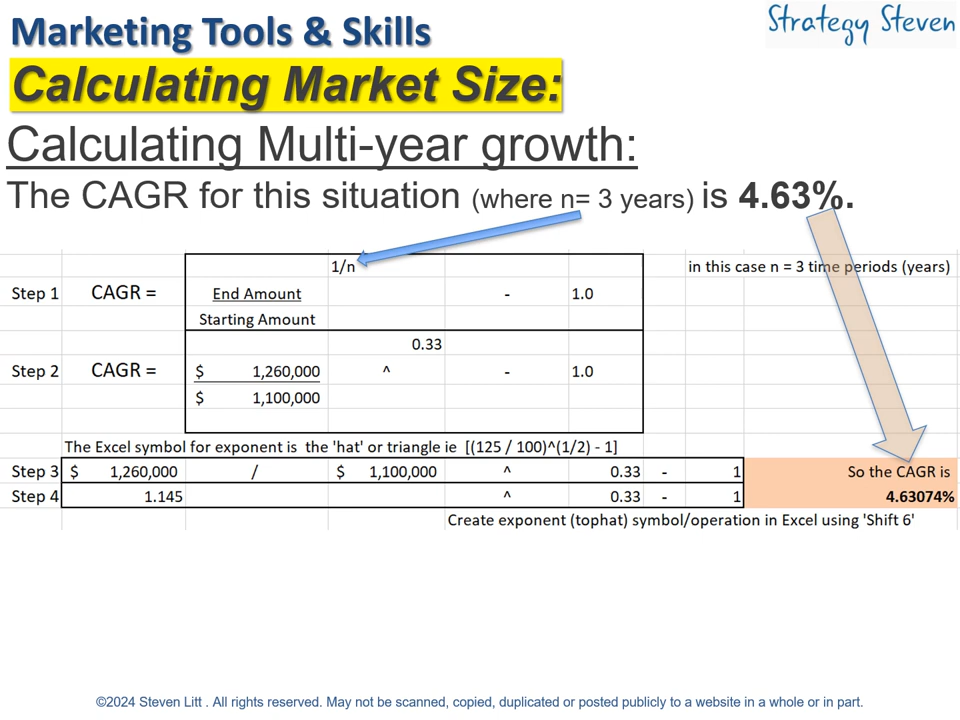 Strategy Steven
Marketing Tools & Skills
Calculating Market Size:
Calculating Multi-year growth:
The CAGR for this situation (where n= 3 years) is 4.63%.
1/n in this case n = 3 time periods (years)
Step 1 CAGR = End Amount - 1.0
Starting Amount
0.33
Step 2 CAGR = $ 1,260,000 ^ - 1.0
$ 1,100,000
The Excel symbol for exponent is the 'hat' or triangle ie [(125 / 100)^(1/2) - 1]
Step 3 $ 1,260,000 / $ 1,100,000 ^ 0.33 - 1 So the CAGR is
Step 4 1.145 ^ 0.33 - 1 4.63074%
Create exponent (tophat) symbol/operation in Excel using 'Shift 6'
©2024 Steven Litt . All rights reserved. May not be scanned, copied, duplicated or posted publicly to a website in a whole or in part.